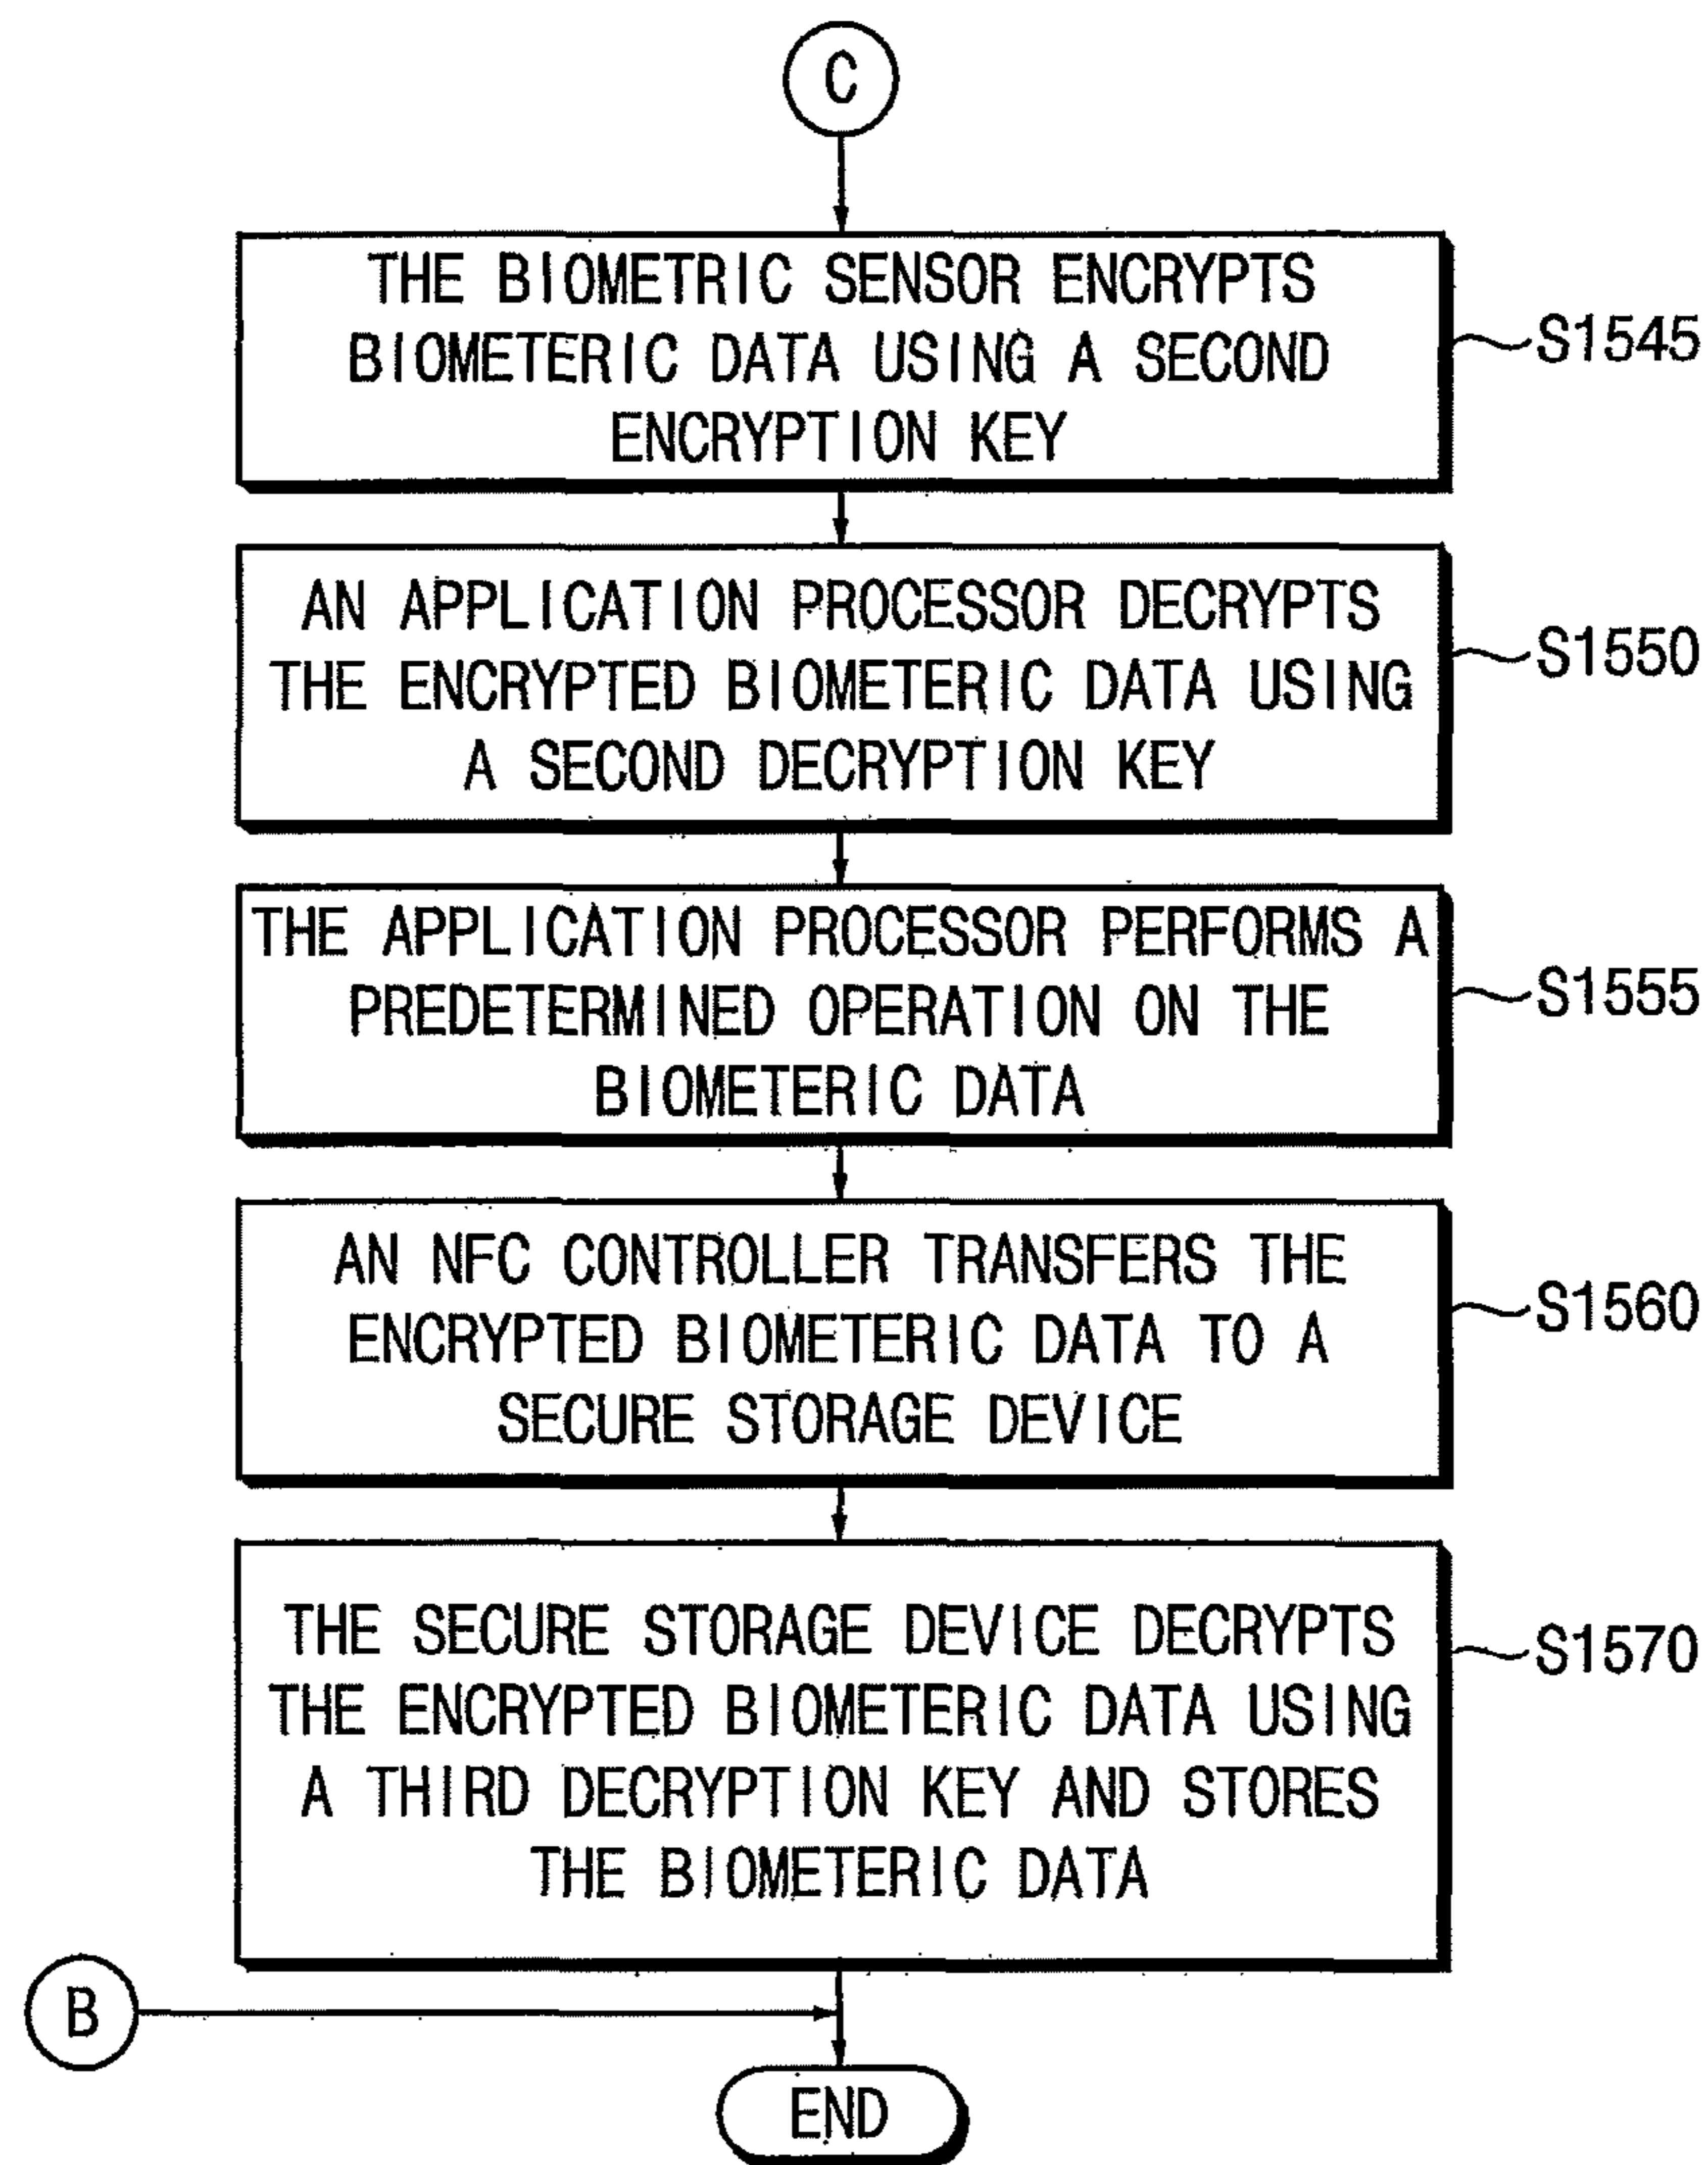 C
THE BIOMETRIC SENSOR ENCRYPTS
BIOMETERIC DATA USING A SECOND
ENCRYPTION KEY
S1545
AN APPLICATION PROCESSOR DECRYPTS
THE ENCRYPTED BIOMETERIC DATA USING
A SECOND DECRYPTION KEY
S1550
THE APPLICATION PROCESSOR PERFORMS A
PREDETERMINED OPERATION ON THE
BIOMETERIC DATA
S1555
AN NFC CONTROLLER TRANSFERS THE
ENCRYPTED BIOMETERIC DATA TO A
SECURE STORAGE DEVICE
S1560
THE SECURE STORAGE DEVICE DECRYPTS
THE ENCRYPTED BIOMETERIC DATA USING
A THIRD DECRYPTION KEY AND STORES
THE BIOMETERIC DATA
S1570
B
END